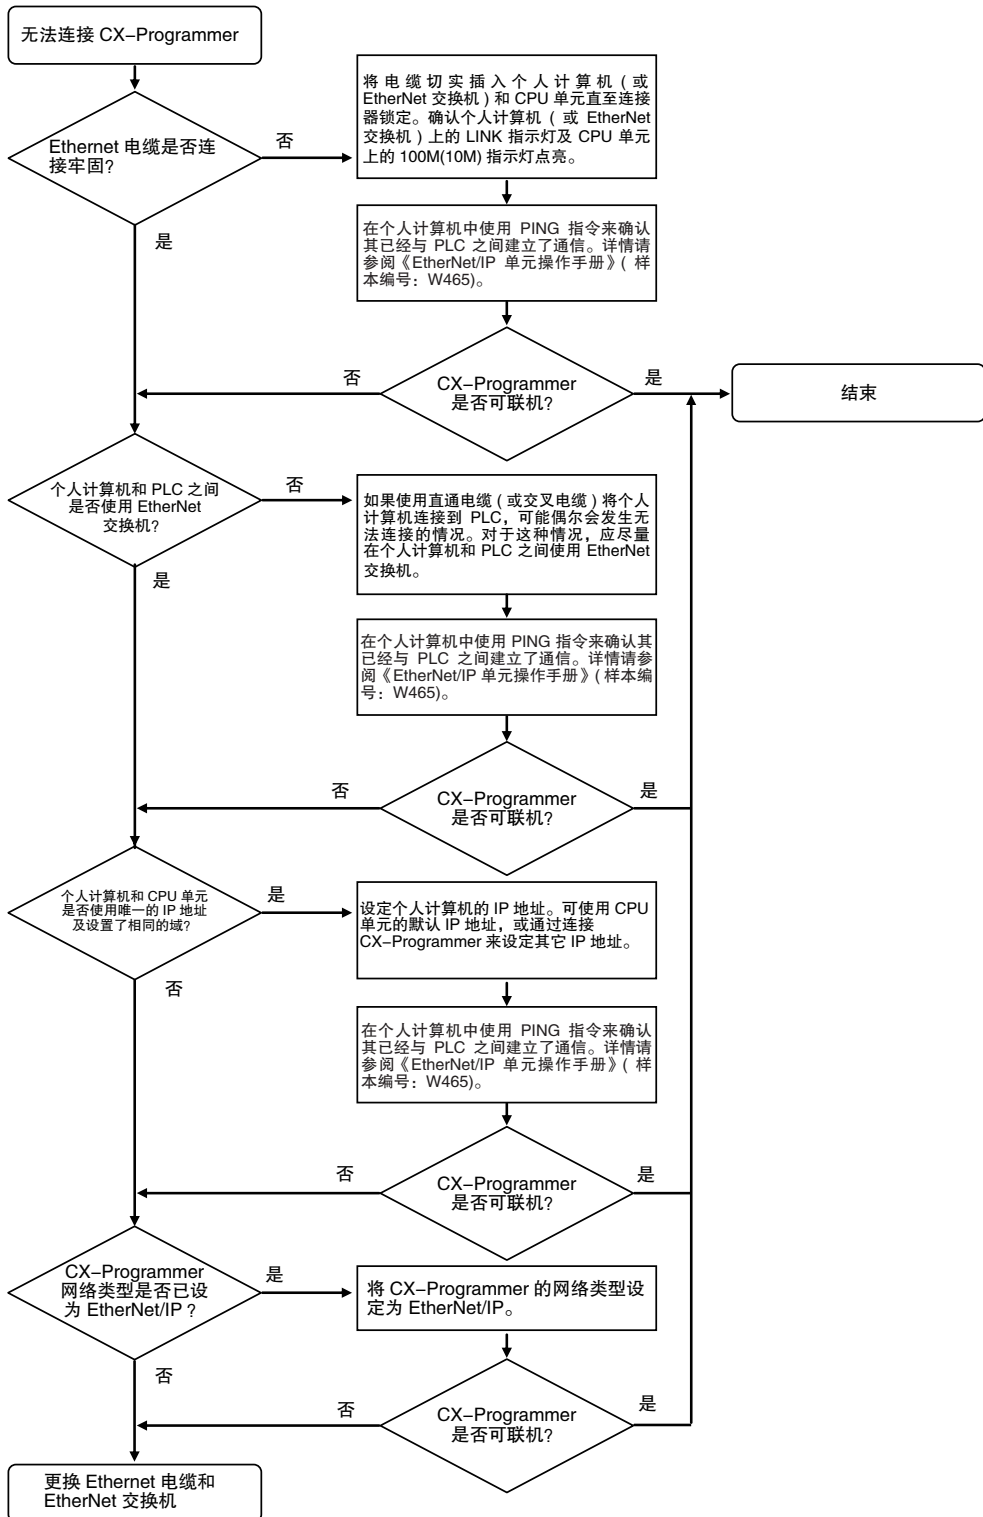 无法连接 CX–Programmer
Ethernet 电缆是否连
接牢固?
否
将电缆切实插入个人计算机 ( 或
EtherNet 交换机 ) 和 CPU 单元直至连接
器锁定。确认个人计算机 ( 或 EtherNet
交换机 ) 上的 LINK 指示灯及 CPU 单元
上的 100M(10M) 指示灯点亮。
是
在个人计算机中使用 PING 指令来确认
其已经与 PLC 之间建立了通信。详情请
参阅《EtherNet/IP 单元操作手册》( 样
本编号：W465)。
否
CX–Programmer
是否可联机?
是
结束
个人计算机和 PLC 之间
是否使用 EtherNet
交换机?
否
如果使用直通电缆 ( 或交叉电缆 ) 将个人
计算机连接到 PLC，可能偶尔会发生无
法连接的情况。对于这种情况，应尽量
在个人计算机和 PLC 之间使用 EtherNet
交换机。
是
在个人计算机中使用 PING 指令来确认其
已经与 PLC 之间建立了通信。详情请参
阅《EtherNet/IP 单元操作手册》( 样本编
号：W465)。
否
CX–Programmer
是否可联机?
是
个人计算机和 CPU 单元
是否使用唯一的 IP 地址
及设置了相同的域?
是
设定个人计算机的 IP 地址。可使用 CPU
单元的默认 IP 地址，或通过连接
CX–Programmer 来设定其它 IP 地址。
否
在个人计算机中使用 PING 指令来确认
其已经与 PLC 之间建立了通信。详情请
参阅《EtherNet/IP 单元操作手册》( 样
本编号：W465)。
否
CX–Programmer
是否可联机?
是
CX–Programmer
网络类型是否已设
为 EtherNet/IP ?
是
将 CX–Programmer 的网络类型设
定为 EtherNet/IP。
否
否
CX–Programmer
是否可联机?
是
更换 Ethernet 电缆和
EtherNet 交换机